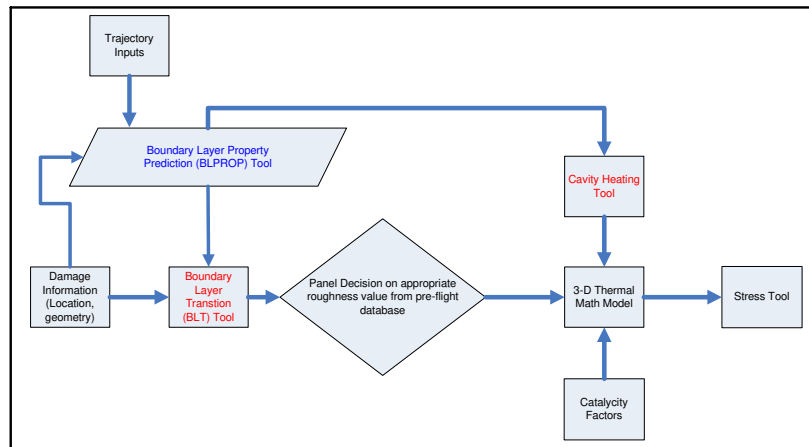 Trajectory
Inputs
Boundary Layer Property
Prediction (BLPROP) Tool
Cavity Heating
Tool
Damage
Information
(Location,
geometry)
Boundary
Layer
Transtion
(BLT) Tool
Panel Decision on appropriate
roughness value from pre-flight
database
3-D Thermal
Math Model
Stress Tool
Catalycity
Factors